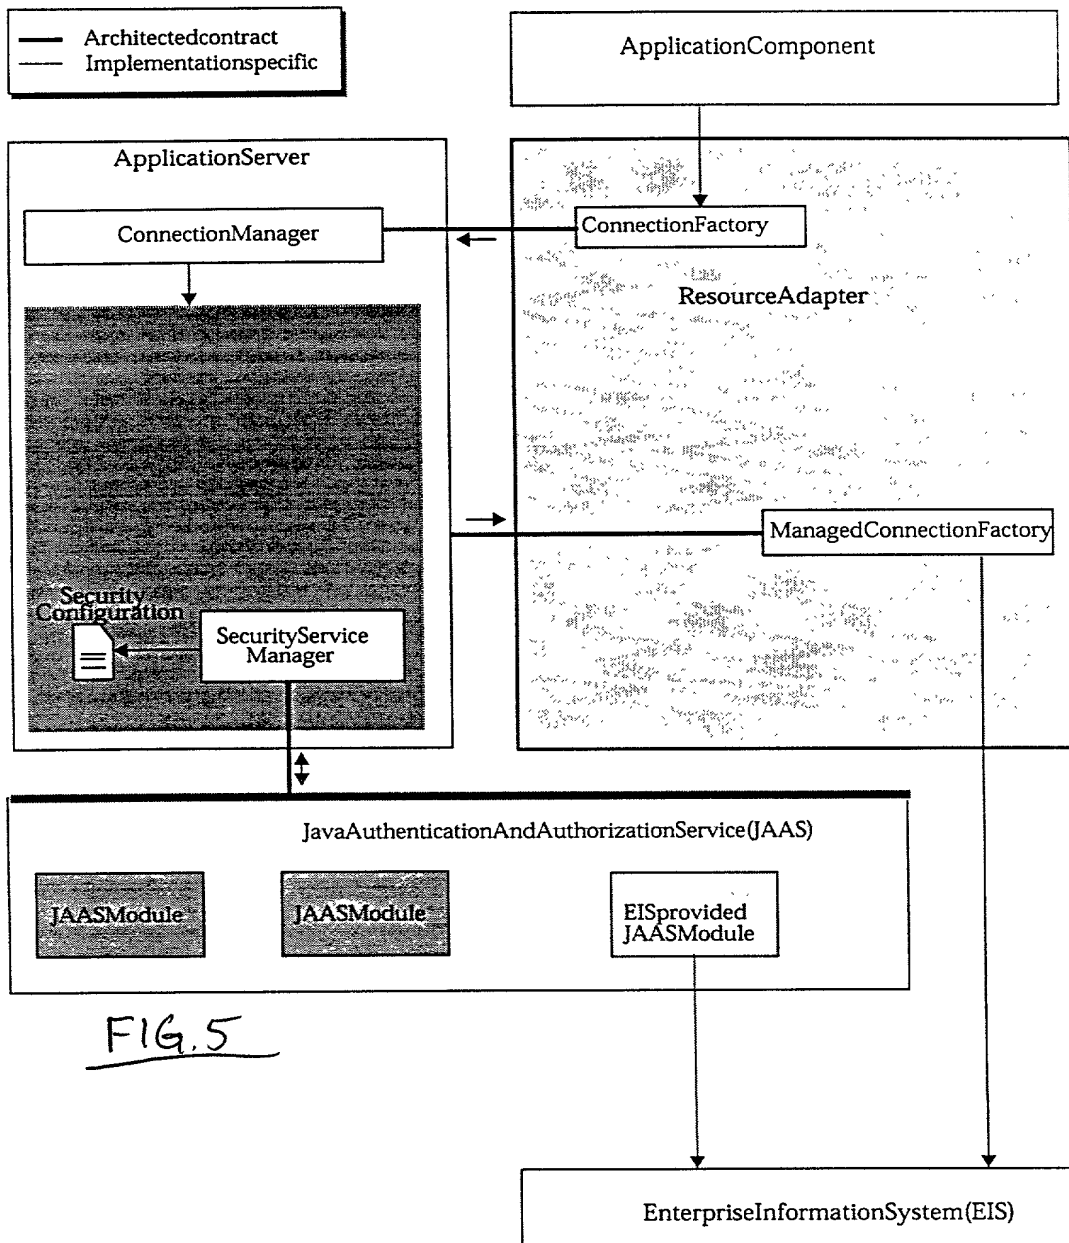 Architectedcontract
Implementationspecific
ApplicationComponent
ApplicationServer
ConnectionManager
ConnectionFactory
ResourceAdapter
ManagedConnectionFactory
Security
Configuration
SecurityService
Manager
JavaAuthenticationAndAuthorizationService(JAAS)
JAASModule
JAASModule
EISprovided
JAASModule
FIG.5
EnterpriseInformationSystem(EIS)